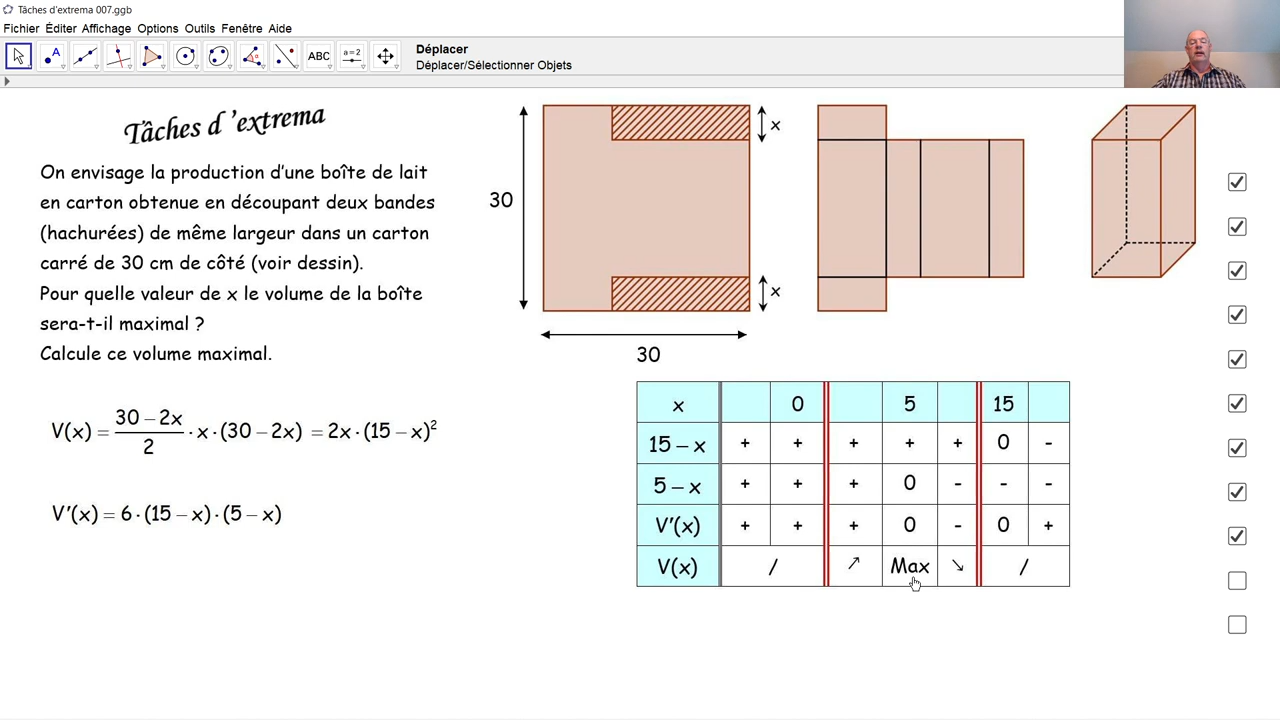 Tâches d'extrema 007.ggb
Fichier Éditer Affichage Options Outils Fenêtre Aide
A ABC a=2 Déplacer
Déplacer/Sélectionner Objets
Tâches d'extrema
On envisage la production d'une boîte de lait
en carton obtenue en découpant deux bandes
(hachurées) de même largeur dans un carton
carré de 30 cm de côté (voir dessin).
Pour quelle valeur de x le volume de la boîte
sera-t-il maximal ?
Calcule ce volume maximal.
x
30
x
30
V(x) = (30 – 2x)/2 · x · (30 – 2x) = 2x · (15 – x)²
V'(x) = 6 · (15 – x) · (5 – x)
x 0 5 15
15 – x + + + + + 0 -
5 – x + + + 0 - - -
V'(x) + + + 0 - 0 +
V(x) / ↗ Max ↘ /